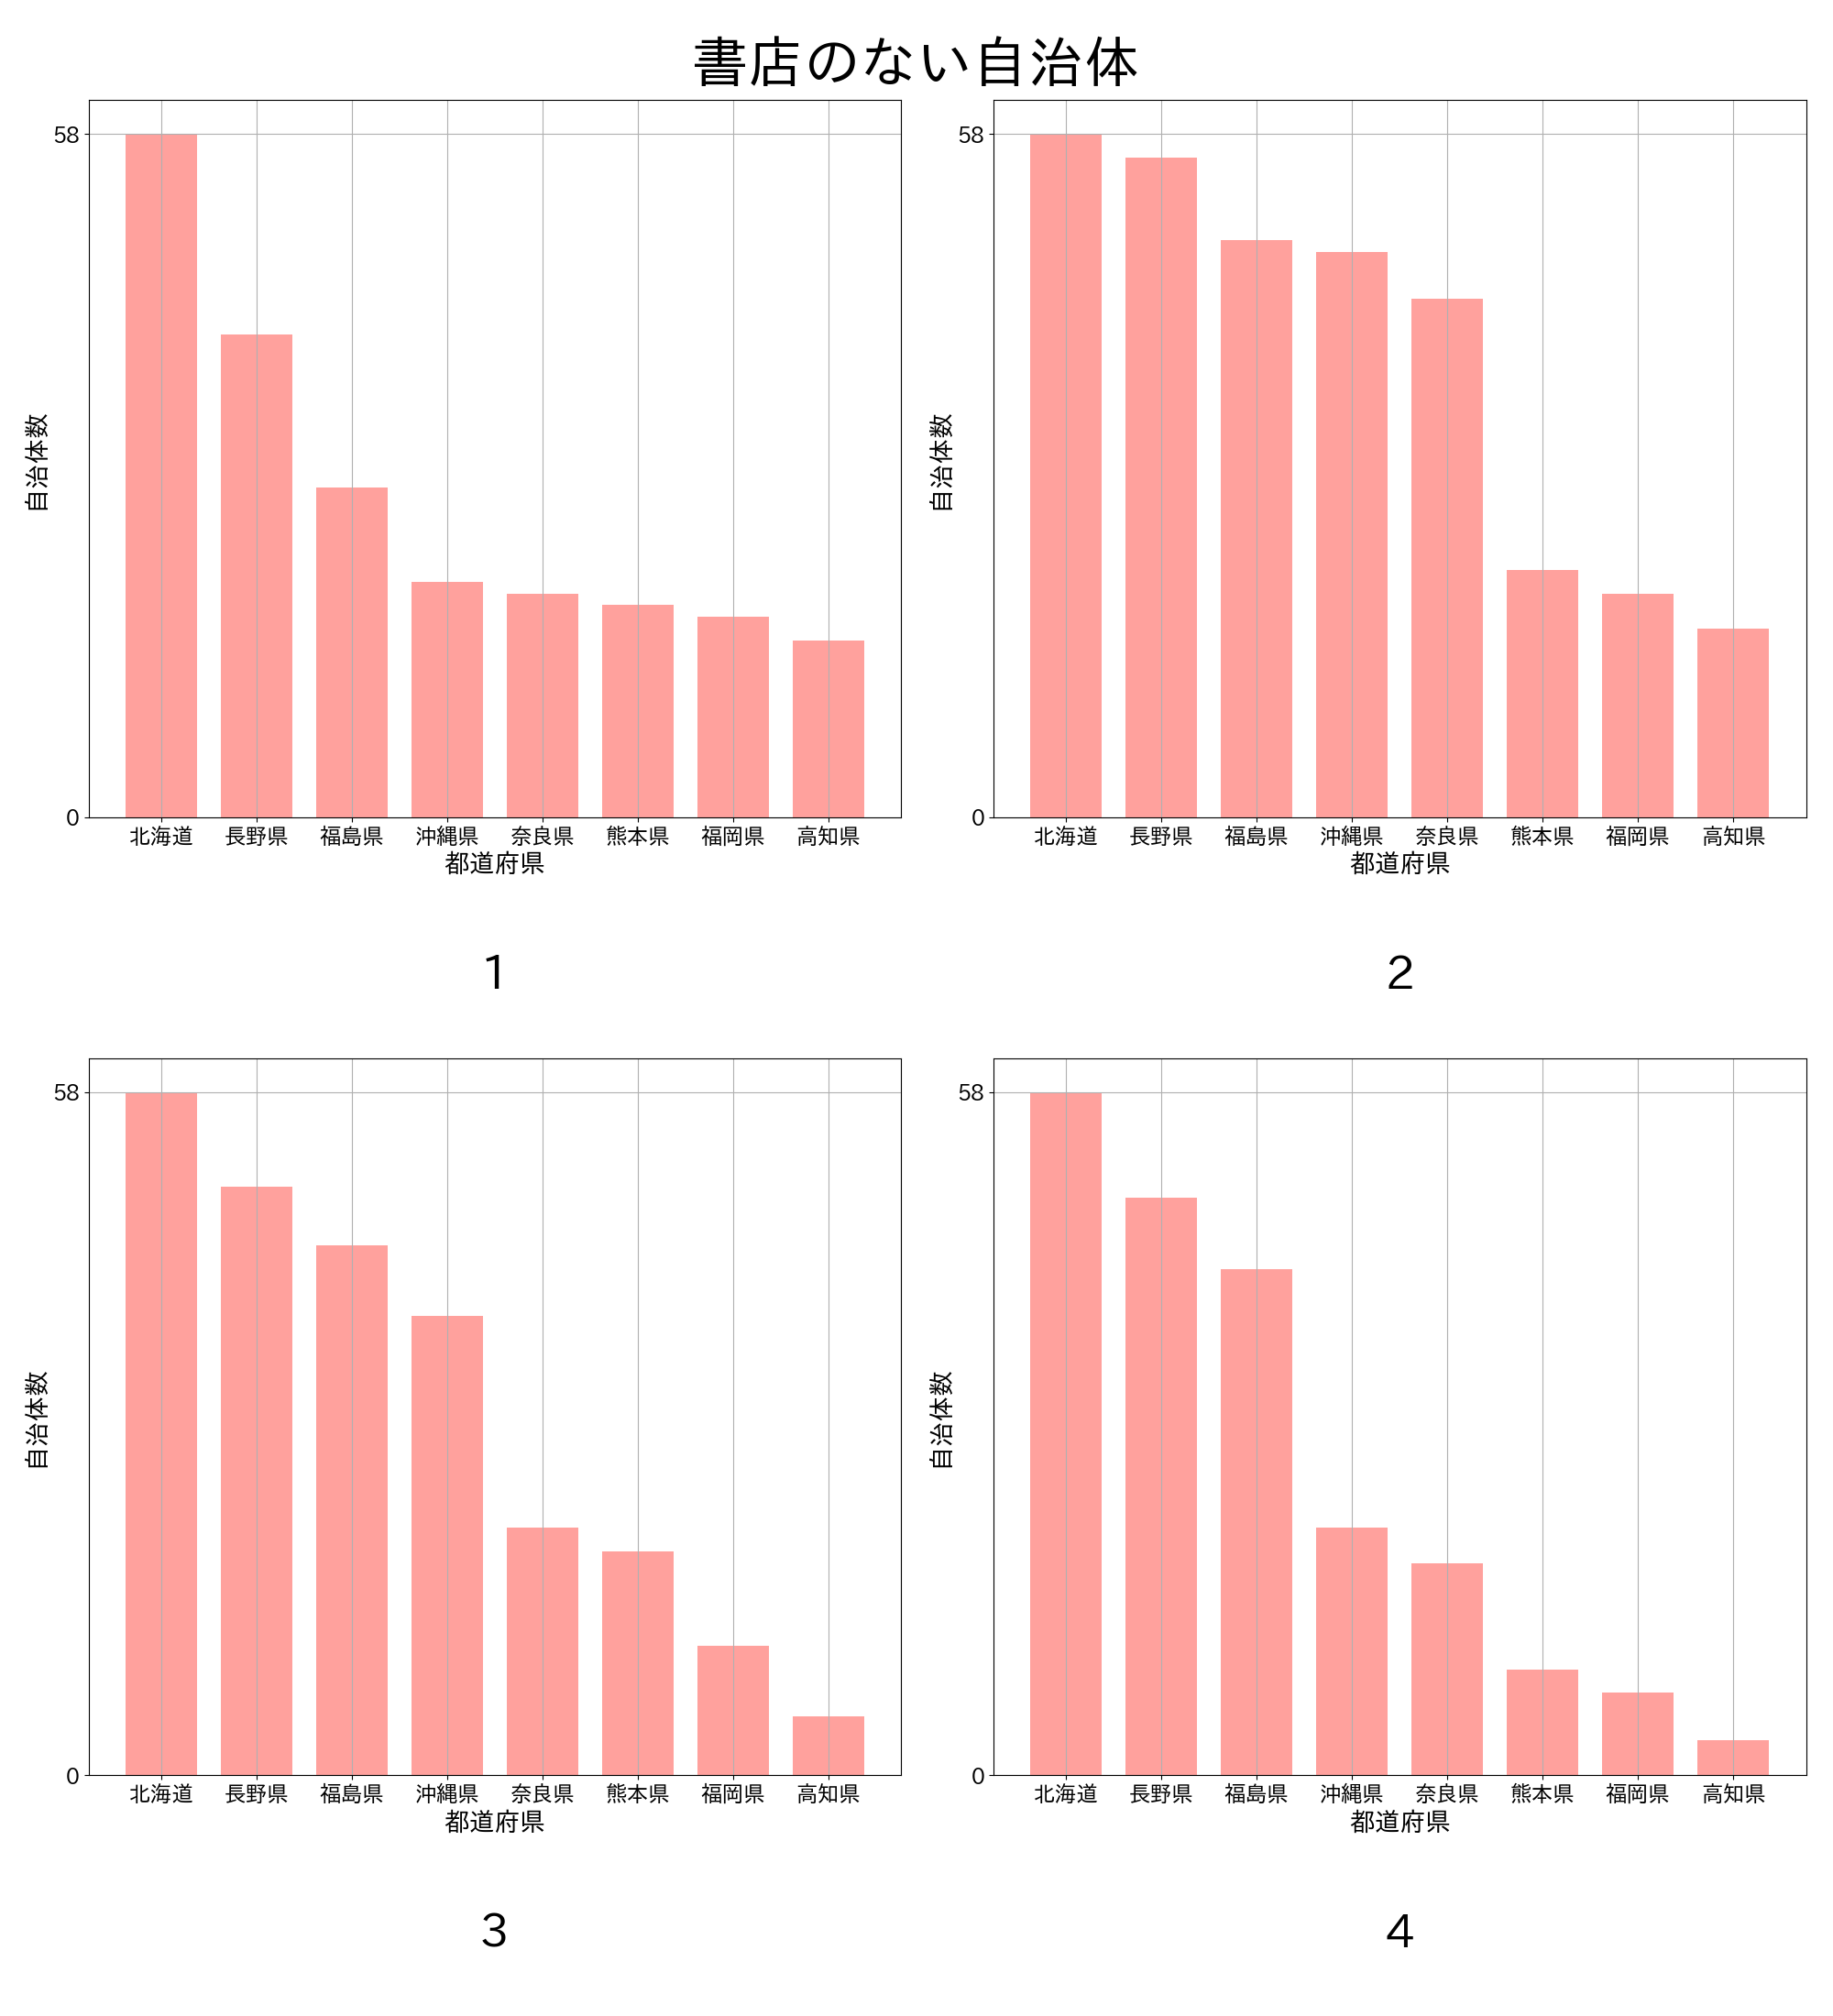 書店のない自治体
58
0
自治体数
北海道 長野県 福島県 沖縄県 奈良県 熊本県 福岡県 高知県
都道府県
1
58
0
自治体数
北海道 長野県 福島県 沖縄県 奈良県 熊本県 福岡県 高知県
都道府県
2
58
0
自治体数
北海道 長野県 福島県 沖縄県 奈良県 熊本県 福岡県 高知県
都道府県
3
58
0
自治体数
北海道 長野県 福島県 沖縄県 奈良県 熊本県 福岡県 高知県
都道府県
4